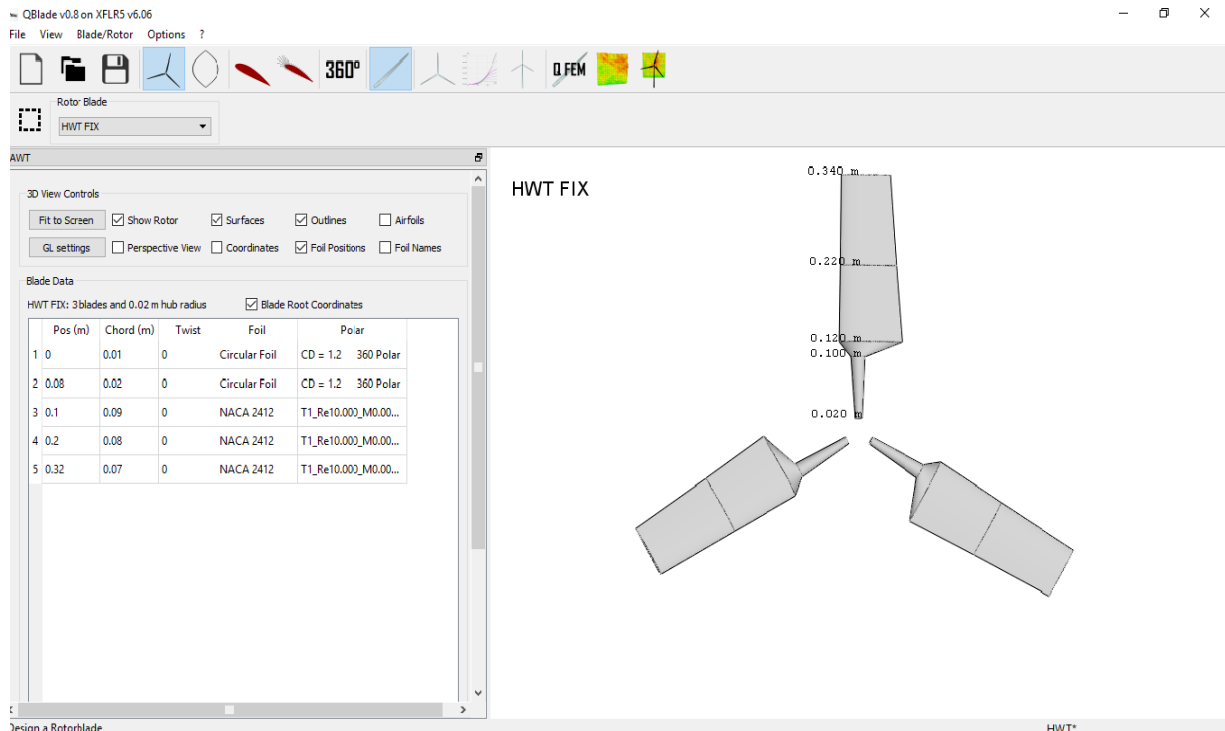 QBlade v0.8 on XFLR5 v6.06
File View Blade/Rotor Options ?
360º
Q FEM
Rotor Blade
HWT FIX
AWT
3D View Controls
Fit to Screen Show Rotor Surfaces Outlines Airfoils
GL settings Perspective View Coordinates Foil Positions Foil Names
Blade Data
HWT FIX: 3 blades and 0.02 m hub radius Blade Root Coordinates
Pos (m) Chord (m) Twist Foil Polar
1 0 0.01 0 Circular Foil CD = 1.2 360 Polar
2 0.08 0.02 0 Circular Foil CD = 1.2 360 Polar
3 0.1 0.09 0 NACA 2412 T1_Re10.000_M0.00...
4 0.2 0.08 0 NACA 2412 T1_Re10.000_M0.00...
5 0.32 0.07 0 NACA 2412 T1_Re10.000_M0.00...
HWT FIX
0.340 m
0.220 m
0.120 m
0.100 m
0.020 m
Design a Rotorblade
HWT*